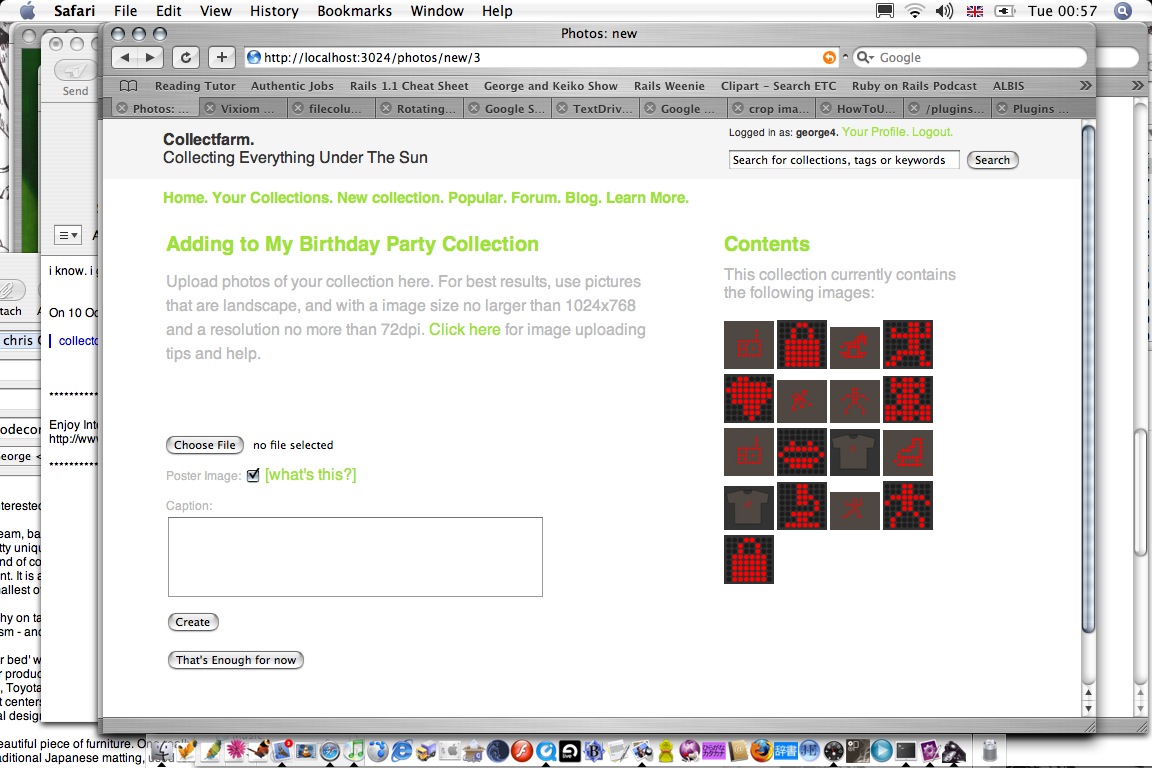 Safari File Edit View History Bookmarks Window Help Tue 00:57
Photos: new
http://localhost:3024/photos/new/3
Google
Reading Tutor Authentic Jobs Rails 1.1 Cheat Sheet George and Keiko Show Rails Weenie Clipart - Search ETC Ruby on Rails Podcast ALBIS
Photos: ... Vixiom ... filecolu... Rotating... Google S... TextDriv... Google ... crop ima... HowToU... /plugins... Plugins ...
Send
Collectfarm.
Collecting Everything Under The Sun
Logged in as: george4. Your Profile. Logout.
Search for collections, tags or keywords Search
Home. Your Collections. New collection. Popular. Forum. Blog. Learn More.
Adding to My Birthday Party Collection
Upload photos of your collection here. For best results, use pictures
that are landscape, and with a image size no larger than 1024x768
and a resolution no more than 72dpi. Click here for image uploading
tips and help.
Choose File no file selected
Poster Image: [what's this?]
Caption:
Create
That's Enough for now
Contents
This collection currently contains
the following images:
i know. i
On 10 Oc
collecto
**********
Enjoy Int
http://ww
**********
tach
chris
odecor
eorge <
nterested
eam, ba
tty uniqu
nd of co
nt. It is a
allest o
hy on ta
sm - and
r bed' w
r produc
, Toyota
t centers
al desig
eautiful piece of furniture. On
aditional Japanese matting,
辞書